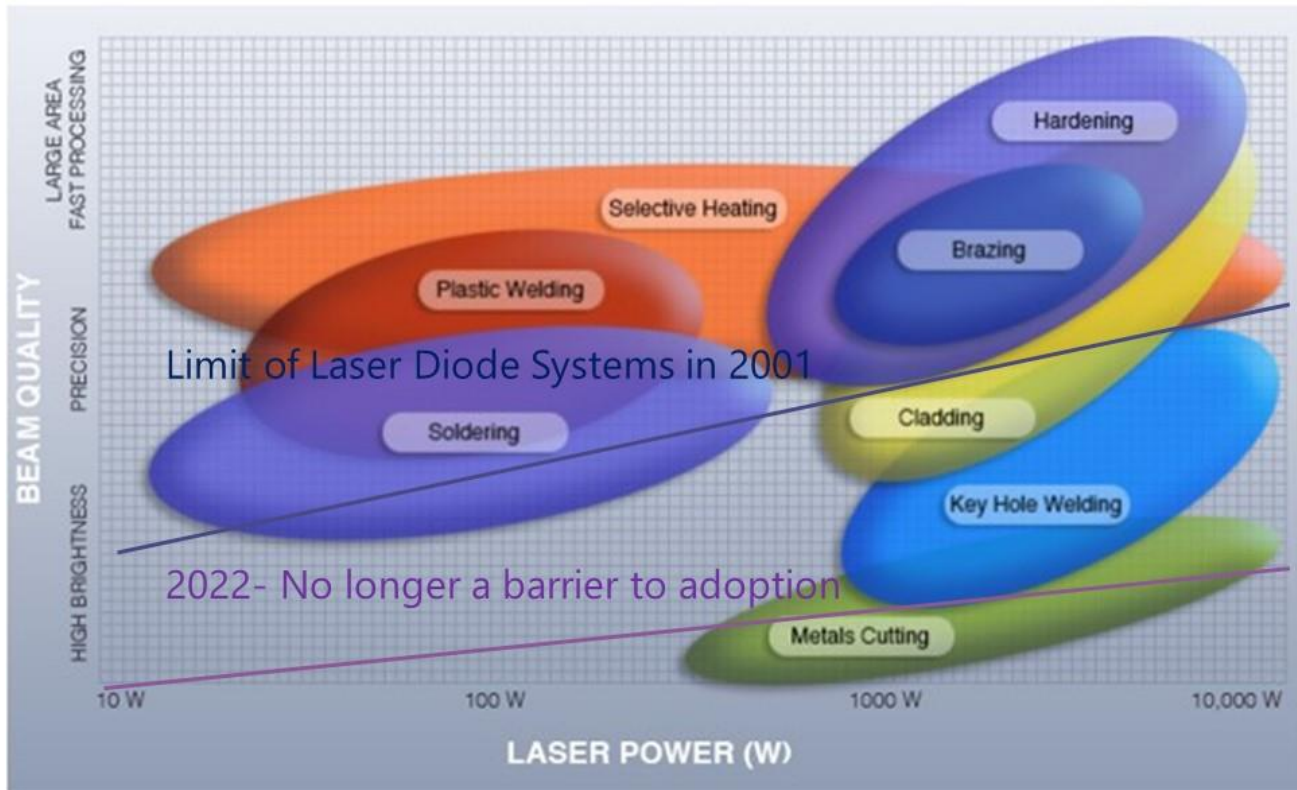 LARGE AREA
FAST PROCESSING
PRECISION
HIGH BRIGHTNESS
BEAM QUALITY
Hardening
Selective Heating
Brazing
Plastic Welding
Limit of Laser Diode Systems in 2001
Cladding
Soldering
Key Hole Welding
2022- No longer a barrier to adoption
Metals Cutting
10 W
100 W
1000 W
10,000 W
LASER POWER (W)